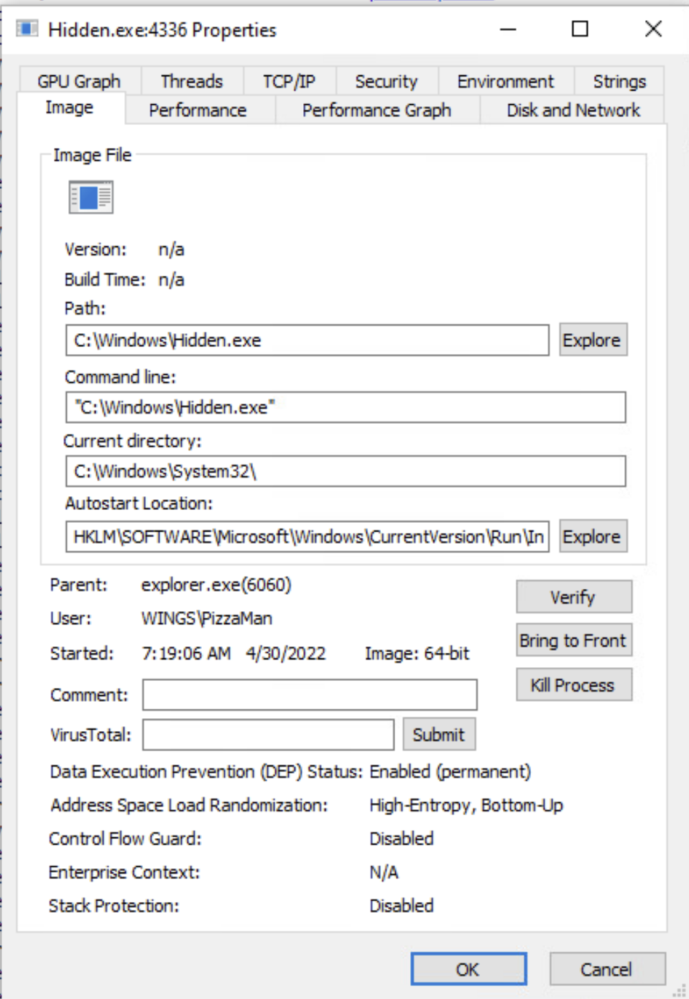 Hidden.exe:4336 Properties
GPU Graph Threads TCP/IP Security Environment Strings
Image Performance Performance Graph Disk and Network
Image File
Version: n/a
Build Time: n/a
Path:
C:\Windows\Hidden.exe Explore
Command line:
"C:\Windows\Hidden.exe"
Current directory:
C:\Windows\System32\
Autostart Location:
HKLM\SOFTWARE\Microsoft\Windows\CurrentVersion\Run\In Explore
Parent: explorer.exe(6060)
Verify
User: WINGS\PizzaMan
Bring to Front
Started: 7:19:06 AM 4/30/2022 Image: 64-bit
Kill Process
Comment:
VirusTotal: Submit
Data Execution Prevention (DEP) Status: Enabled (permanent)
Address Space Load Randomization: High-Entropy, Bottom-Up
Control Flow Guard: Disabled
Enterprise Context: N/A
Stack Protection: Disabled
OK Cancel